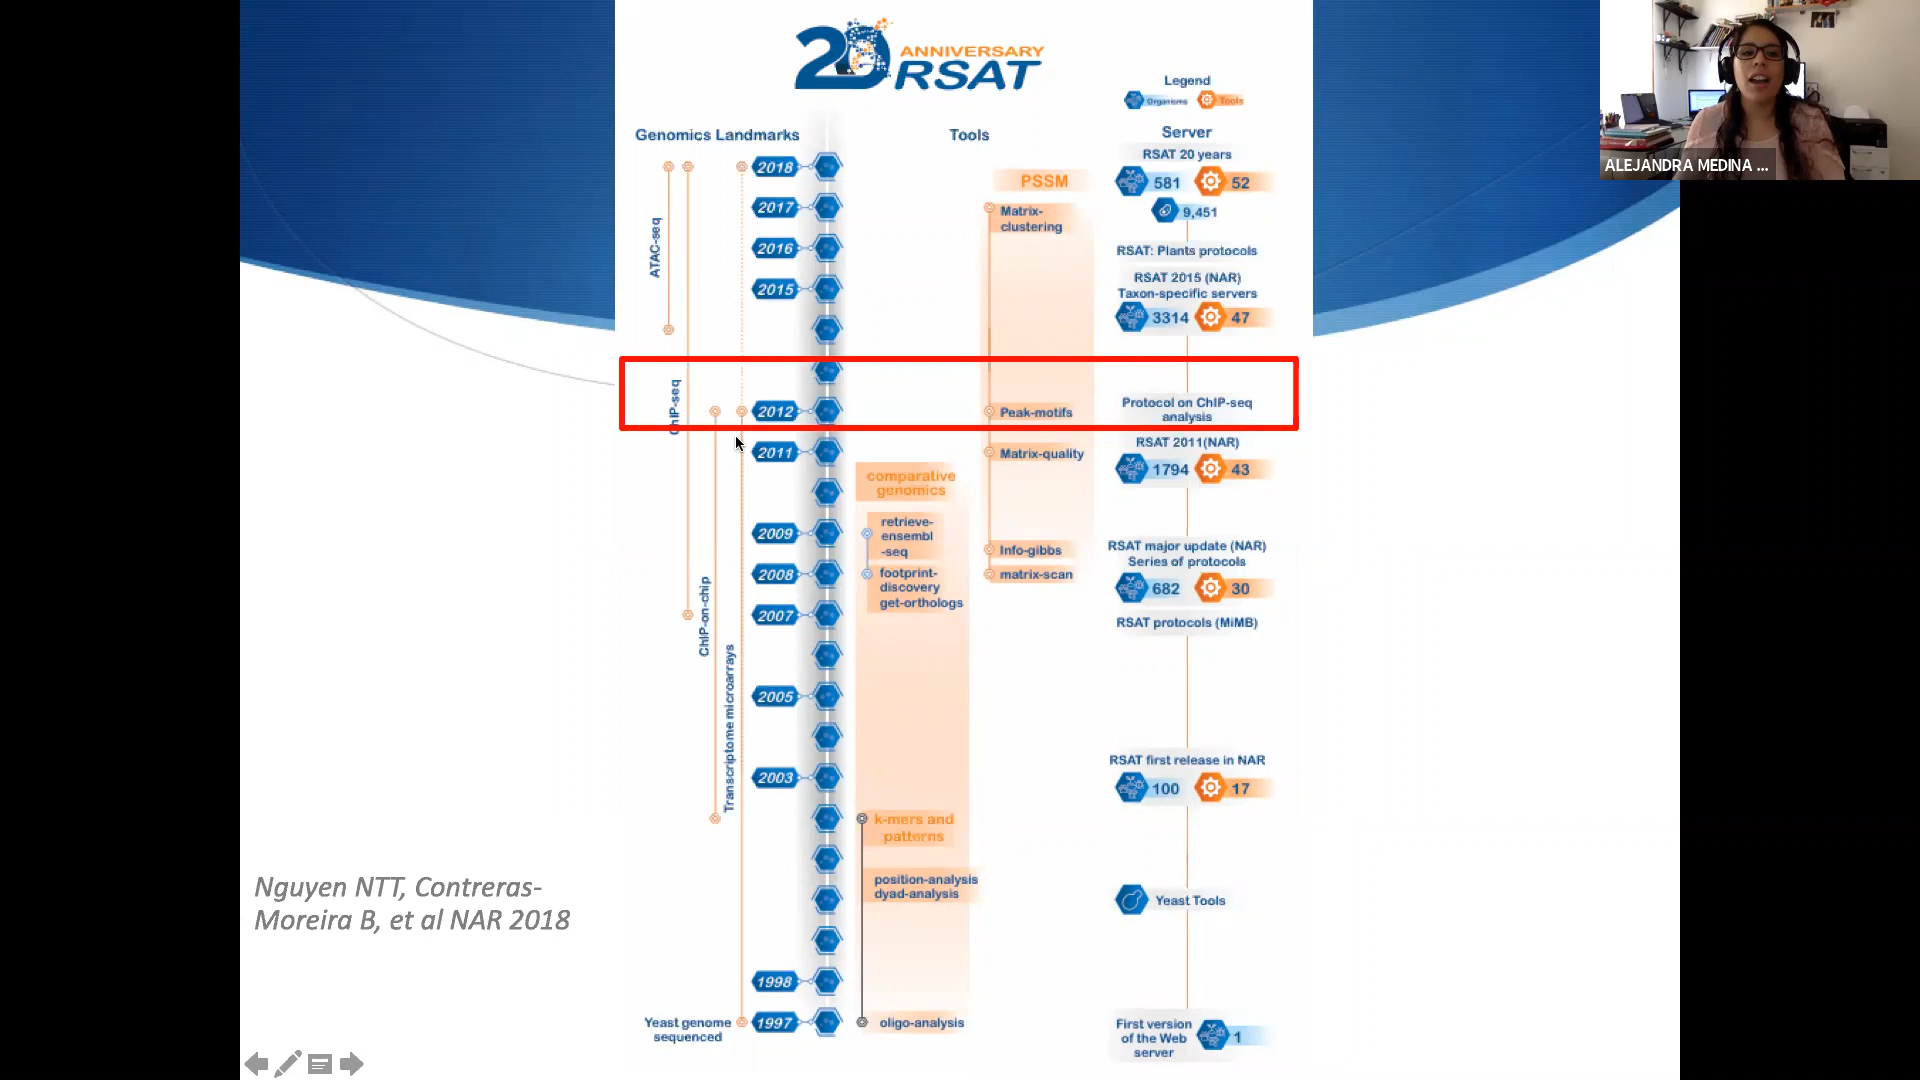 20 ANNIVERSARY
RSAT
Legend
Organisms
Tools
Genomics Landmarks
Tools
Server
2018
2017
2016
2015
2012
2011
2009
2008
2007
2005
2003
1998
1997
ATAC-seq
ChIP-seq
ChIP-on-chip
Transcriptome microarrays
Yeast genome
sequenced
comparative
genomics
retrieve-
ensembl
-seq
footprint-
discovery
get-orthologs
k-mers and
patterns
position-analysis
dyad-analysis
oligo-analysis
PSSM
Matrix-
clustering
Peak-motifs
Matrix-quality
Info-gibbs
matrix-scan
RSAT 20 years
581
52
9,451
RSAT: Plants protocols
RSAT 2015 (NAR)
Taxon-specific servers
3314
47
Protocol on ChIP-seq
analysis
RSAT 2011(NAR)
1794
43
RSAT major update (NAR)
Series of protocols
682
30
RSAT protocols (MiMB)
RSAT first release in NAR
100
17
Yeast Tools
First version
of the Web
server
1
Nguyen NTT, Contreras-
Moreira B, et al NAR 2018
ALEJANDRA MEDINA ...